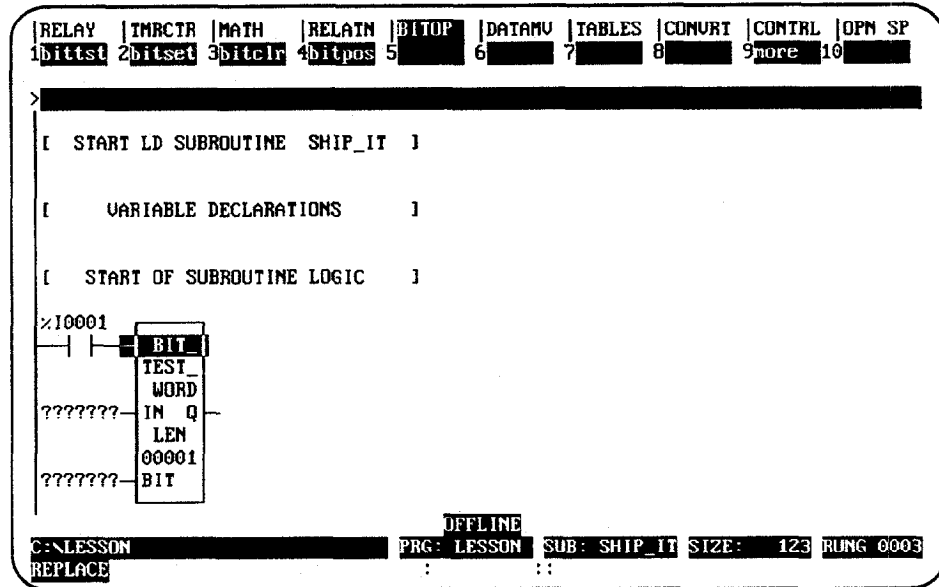 |RELAY |TMRCTR |MATH |RELATN |BITOP |DATAMV |TABLES |CONVRT |CONTRL |OPN SP
1bittst 2bitset 3bitclr 4bitpos 5 6 7 8 9more 10
>
[ START LD SUBROUTINE SHIP_IT ]
[ VARIABLE DECLARATIONS ]
[ START OF SUBROUTINE LOGIC ]
%I0001
BIT_
TEST_
WORD
???????IN Q
LEN
00001
???????BIT
OFFLINE
C:\LESSON PRG: LESSON SUB: SHIP_IT SIZE: 123 RUNG 0003
REPLACE : ::